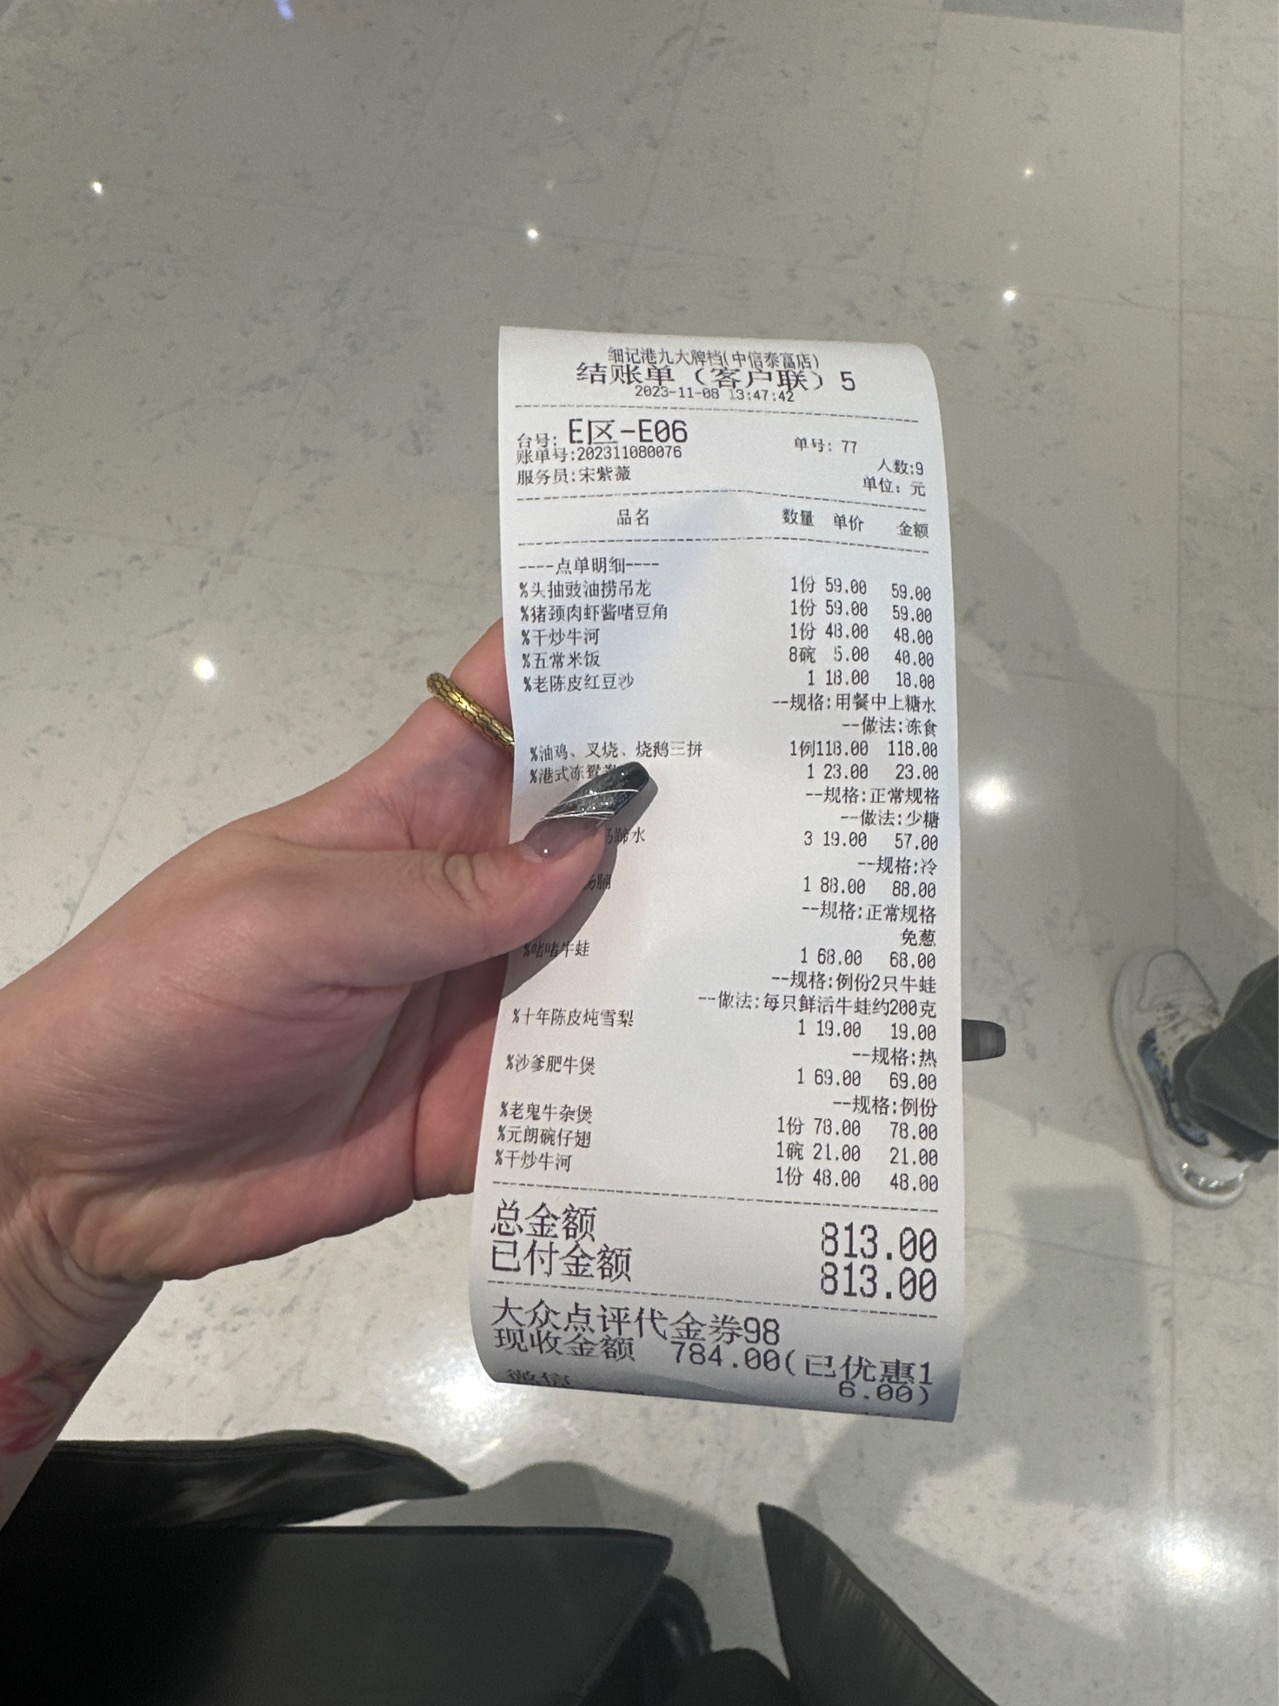 细记港九大牌档(中信泰富店)
结账单（客户联）5
2023-11-08 13:47:42
台号: E区-E06 单号: 77
账单号:202311080076 人数:9
服务员:宋紫薇 单位: 元
品名 数量 单价 金额
----点单明细----
%头抽豉油捞吊龙 1份 59.00 59.00
%猪颈肉虾酱啫豆角 1份 59.00 59.00
%干炒牛河 1份 48.00 48.00
%五常米饭 8碗 5.00 40.00
%老陈皮红豆沙 1 18.00 18.00
--规格:用餐中上糖水
--做法:冻食
%油鸡、叉烧、烧鹅三拼 1例118.00 118.00
%港式冻鸳 1 23.00 23.00
--规格:正常规格
--做法:少糖
马蹄水 3 19.00 57.00
--规格:冷
1 88.00 88.00
--规格:正常规格
免葱
%啫啫牛蛙 1 68.00 68.00
--规格:例份2只牛蛙
--做法:每只鲜活牛蛙约200克
%十年陈皮炖雪梨 1 19.00 19.00
--规格:热
%沙爹肥牛煲 1 69.00 69.00
--规格:例份
%老鬼牛杂煲 1份 78.00 78.00
%元朗碗仔翅 1碗 21.00 21.00
%干炒牛河 1份 48.00 48.00
总金额 813.00
已付金额 813.00
大众点评代金券98
现收金额 784.00(已优惠1
6.00)
微信